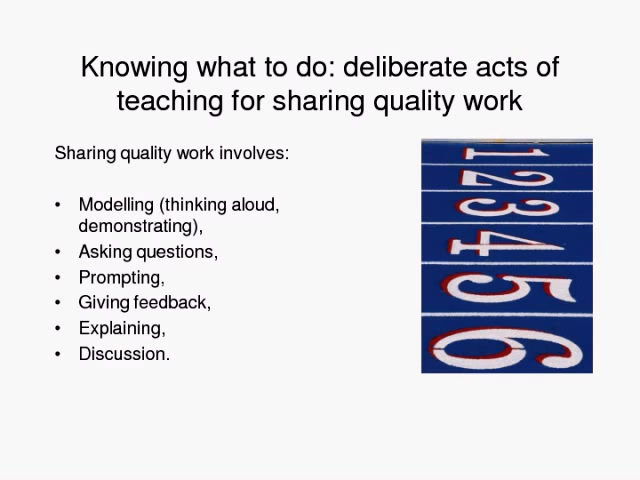 Knowing what to do: deliberate acts of
teaching for sharing quality work
Sharing quality work involves:
• Modelling (thinking aloud,
demonstrating),
• Asking questions,
• Prompting,
• Giving feedback,
• Explaining,
• Discussion.
1
2
3
4
5
6